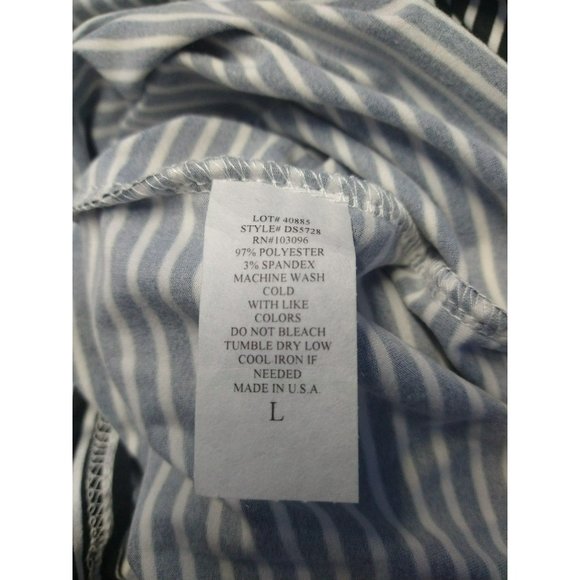 LOT# 40885
STYLE# DS5728
RN#103096
97% POLYESTER
3% SPANDEX
MACHINE WASH
COLD
WITH LIKE
COLORS
DO NOT BLEACH
TUMBLE DRY LOW
COOL IRON IF
NEEDED
MADE IN U.S.A.
L